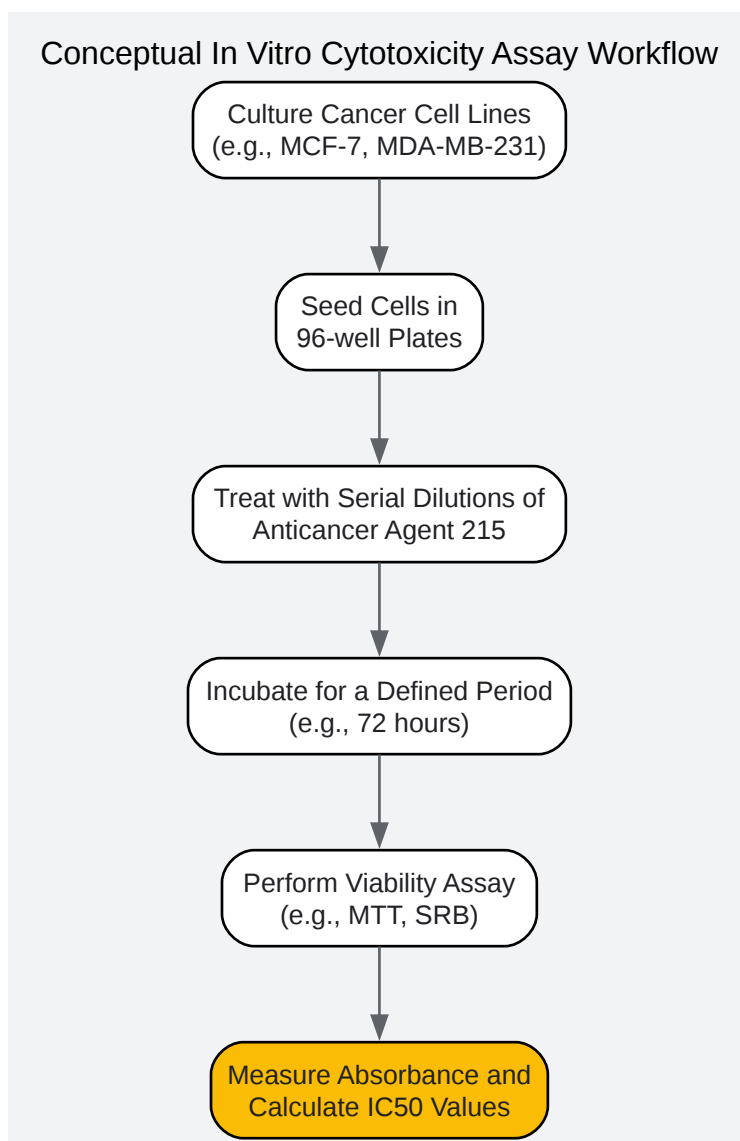 Conceptual In Vitro Cytotoxicity Assay Workflow
Culture Cancer Cell Lines
(e.g., MCF-7, MDA-MB-231)
Seed Cells in
96-well Plates
Treat with Serial Dilutions of
Anticancer Agent 215
Incubate for a Defined Period
(e.g., 72 hours)
Perform Viability Assay
(e.g., MTT, SRB)
Measure Absorbance and
Calculate IC50 Values